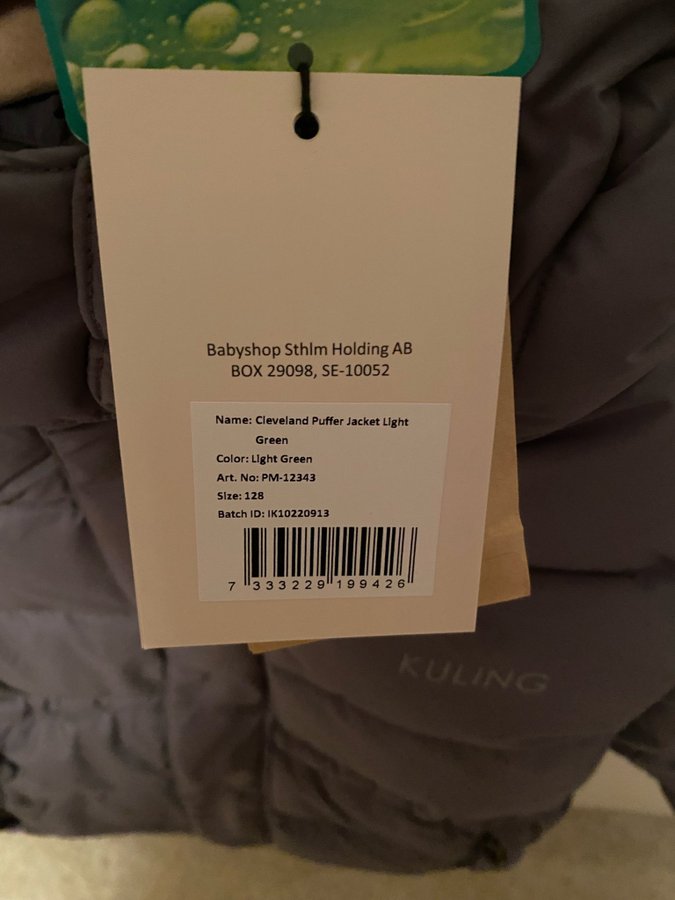 Babyshop Sthlm Holding AB
BOX 29098, SE-10052
Name: Cleveland Puffer Jacket Light
Green
Color: Light Green
Art. No: PM-12343
Size: 128
Batch ID: IK10220913
7 333229 199426
KULING